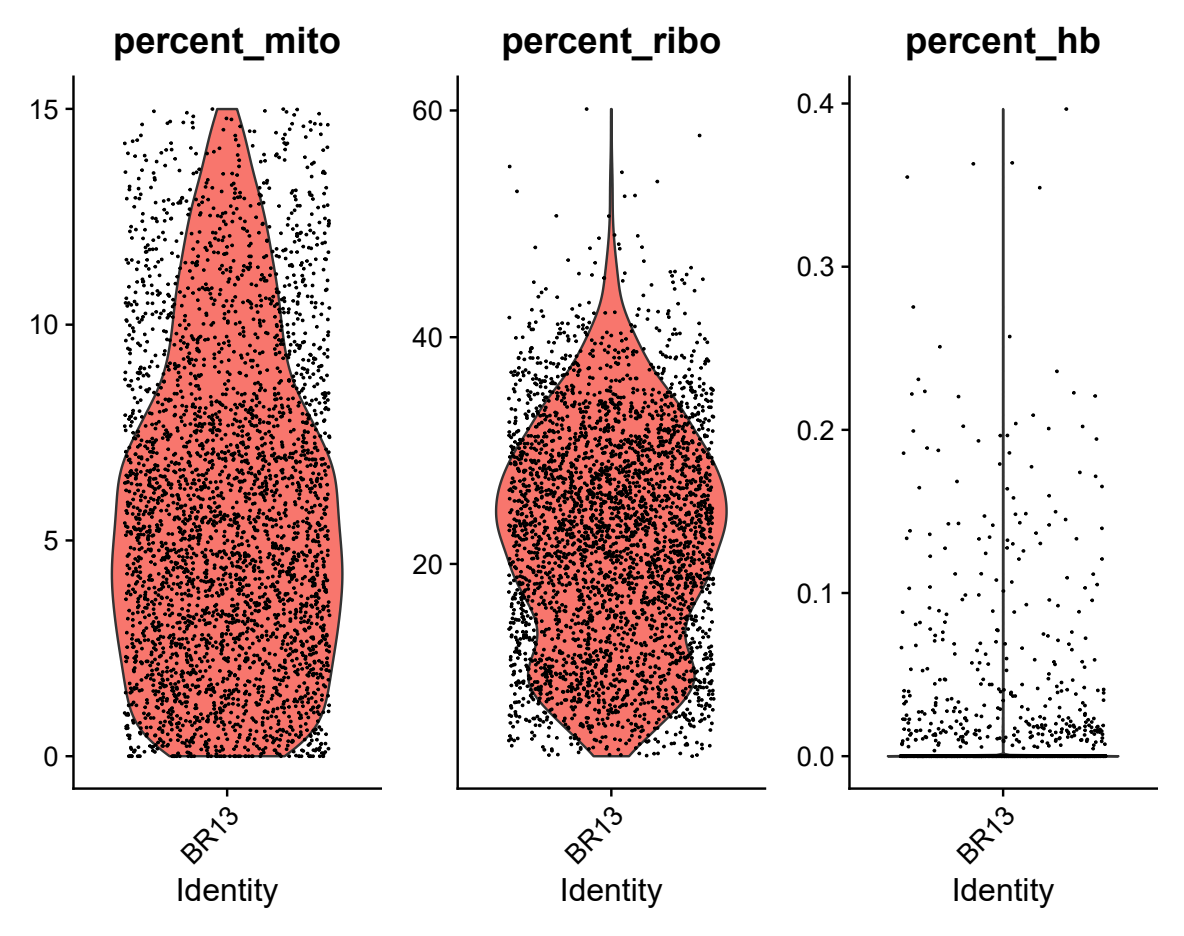 percent_mito
15
10
5
0
BR13
Identity
percent_ribo
60
40
20
BR13
Identity
percent_hb
0.4
0.3
0.2
0.1
0.0
BR13
Identity